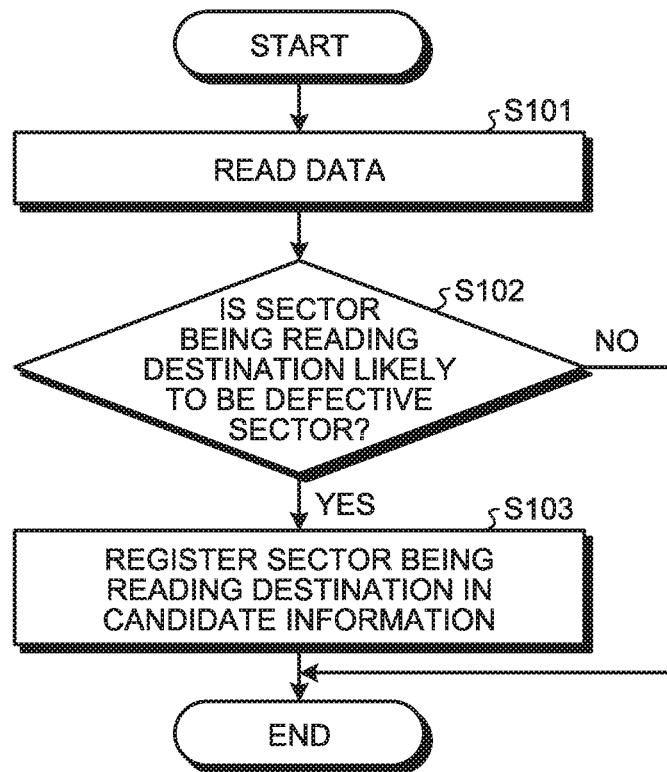 START
S101
READ DATA
S102
IS SECTOR
BEING READING
DESTINATION LIKELY
TO BE DEFECTIVE
SECTOR?
NO
YES
S103
REGISTER SECTOR BEING
READING DESTINATION IN
CANDIDATE INFORMATION
END